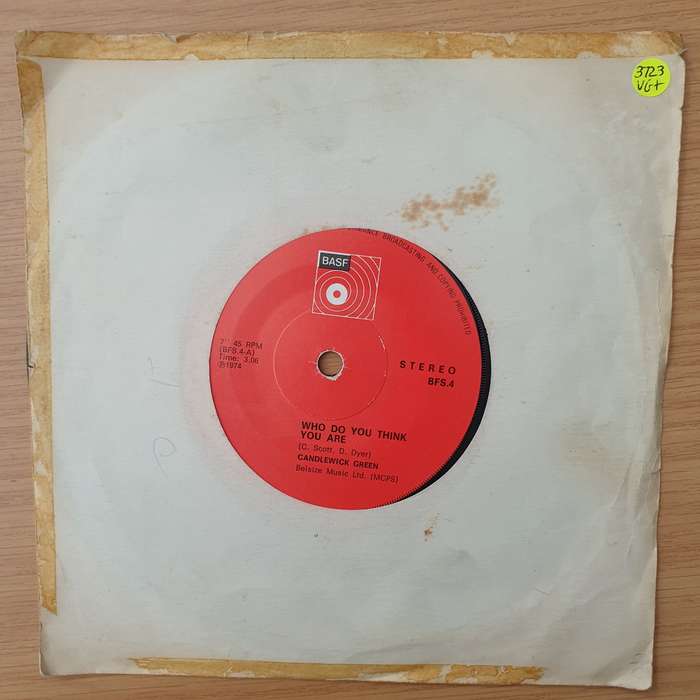 3723
VG+
BASF
BROADCASTING AND COPYING PROHIBITED
7" 45 RPM
(BFS.4-A)
Time: 3.06
℗1974
STEREO
BFS.4
WHO DO YOU THINK
YOU ARE
(C. Scott, D. Dyer)
CANDLEWICK GREEN
Belsize Music Ltd. (MCPS)